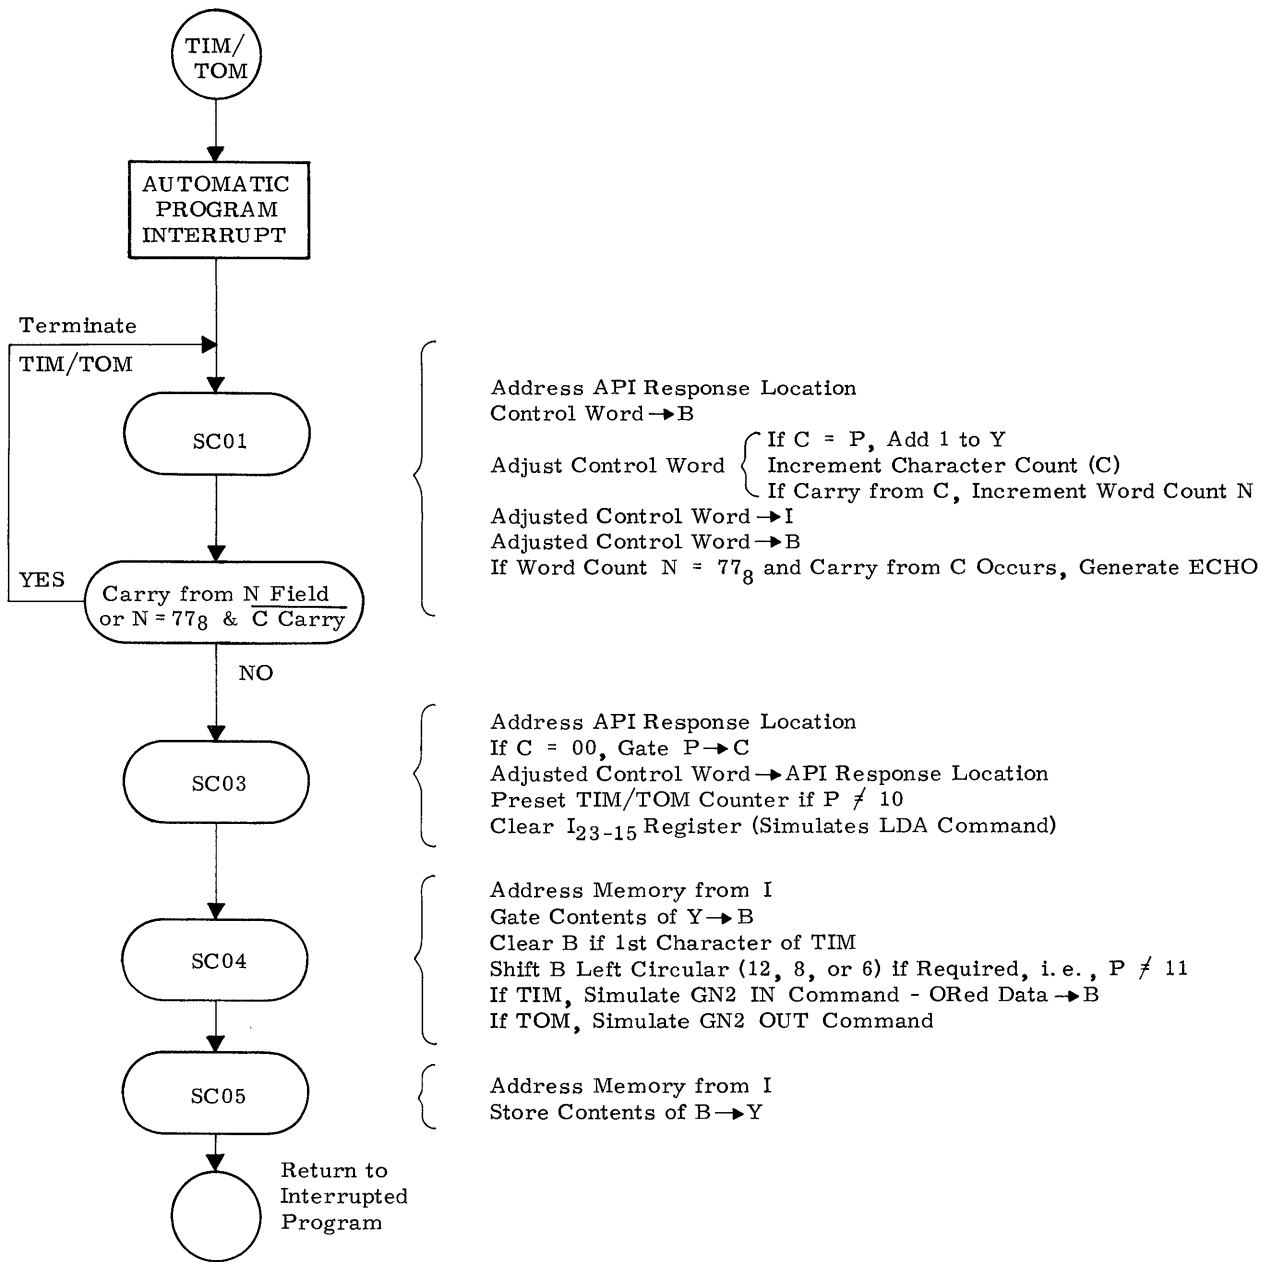 TIM/
TOM
AUTOMATIC
PROGRAM
INTERRUPT
Terminate
TIM/TOM
SC01
Address API Response Location
Control Word → B
Adjust Control Word
If C = P, Add 1 to Y
Increment Character Count (C)
If Carry from C, Increment Word Count N
Adjusted Control Word → I
Adjusted Control Word → B
If Word Count N = 77₈ and Carry from C Occurs, Generate ECHO
YES
Carry from N Field
or N = 77₈ & C̅ ̅C̅a̅r̅r̅y̅
NO
SC03
Address API Response Location
If C = 00, Gate P → C
Adjusted Control Word → API Response Location
Preset TIM/TOM Counter if P ≠ 10
Clear I₂₃₋₁₅ Register (Simulates LDA Command)
SC04
Address Memory from I
Gate Contents of Y → B
Clear B if 1st Character of TIM
Shift B Left Circular (12, 8, or 6) if Required, i.e., P ≠ 11
If TIM, Simulate GN2 IN Command - ORed Data → B
If TOM, Simulate GN2 OUT Command
SC05
Address Memory from I
Store Contents of B → Y
Return to
Interrupted
Program